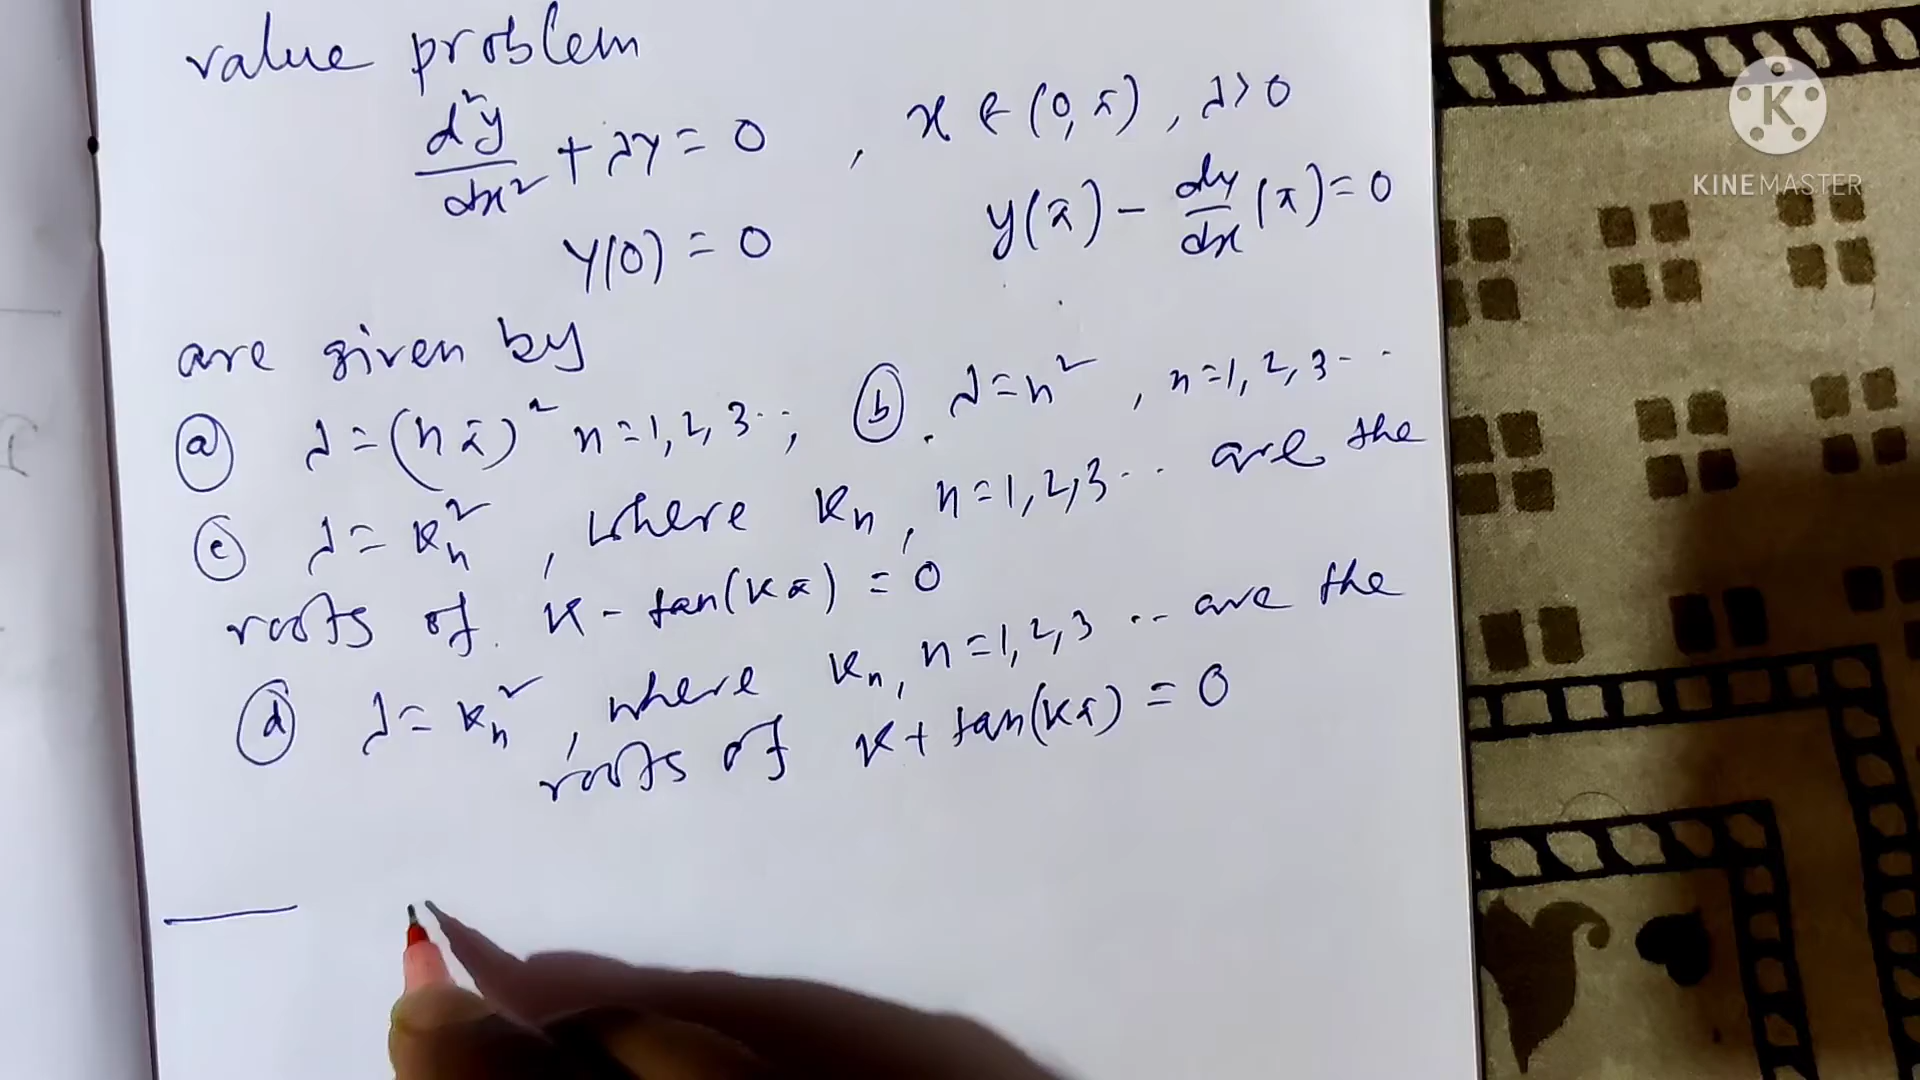 value problem
d²y/dx² + λy = 0 , x ∈ (0, π) , λ > 0
y(0) = 0 y(π) - dy/dx (π) = 0
are given by
(a) λ = (nπ)² n = 1, 2, 3 .. ; (b) . λ = n² , n = 1, 2, 3 - . .
(c) λ = kn² , where kn, n = 1, 2, 3 .. are the
roots of k - tan(kπ) = 0
(d) λ = kn² , where kn, n = 1, 2, 3 .. are the
roots of k + tan(kπ) = 0
K
KINEMASTER